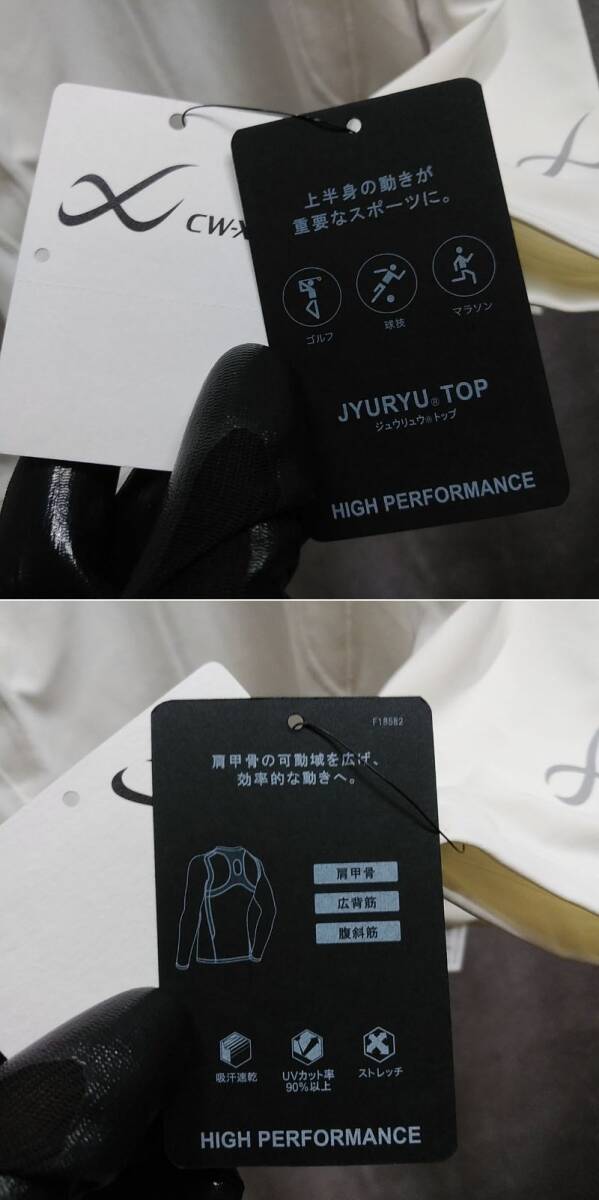 CW-X
上半身の動きが
重要なスポーツに。
ゴルフ
球技
マラソン
JYURYU® TOP
ジュウリュウ®トップ
HIGH PERFORMANCE
F18582
肩甲骨の可動域を広げ、
効率的な動きへ。
肩甲骨
広背筋
腹斜筋
吸汗速乾
UVカット率
90%以上
ストレッチ
HIGH PERFORMANCE